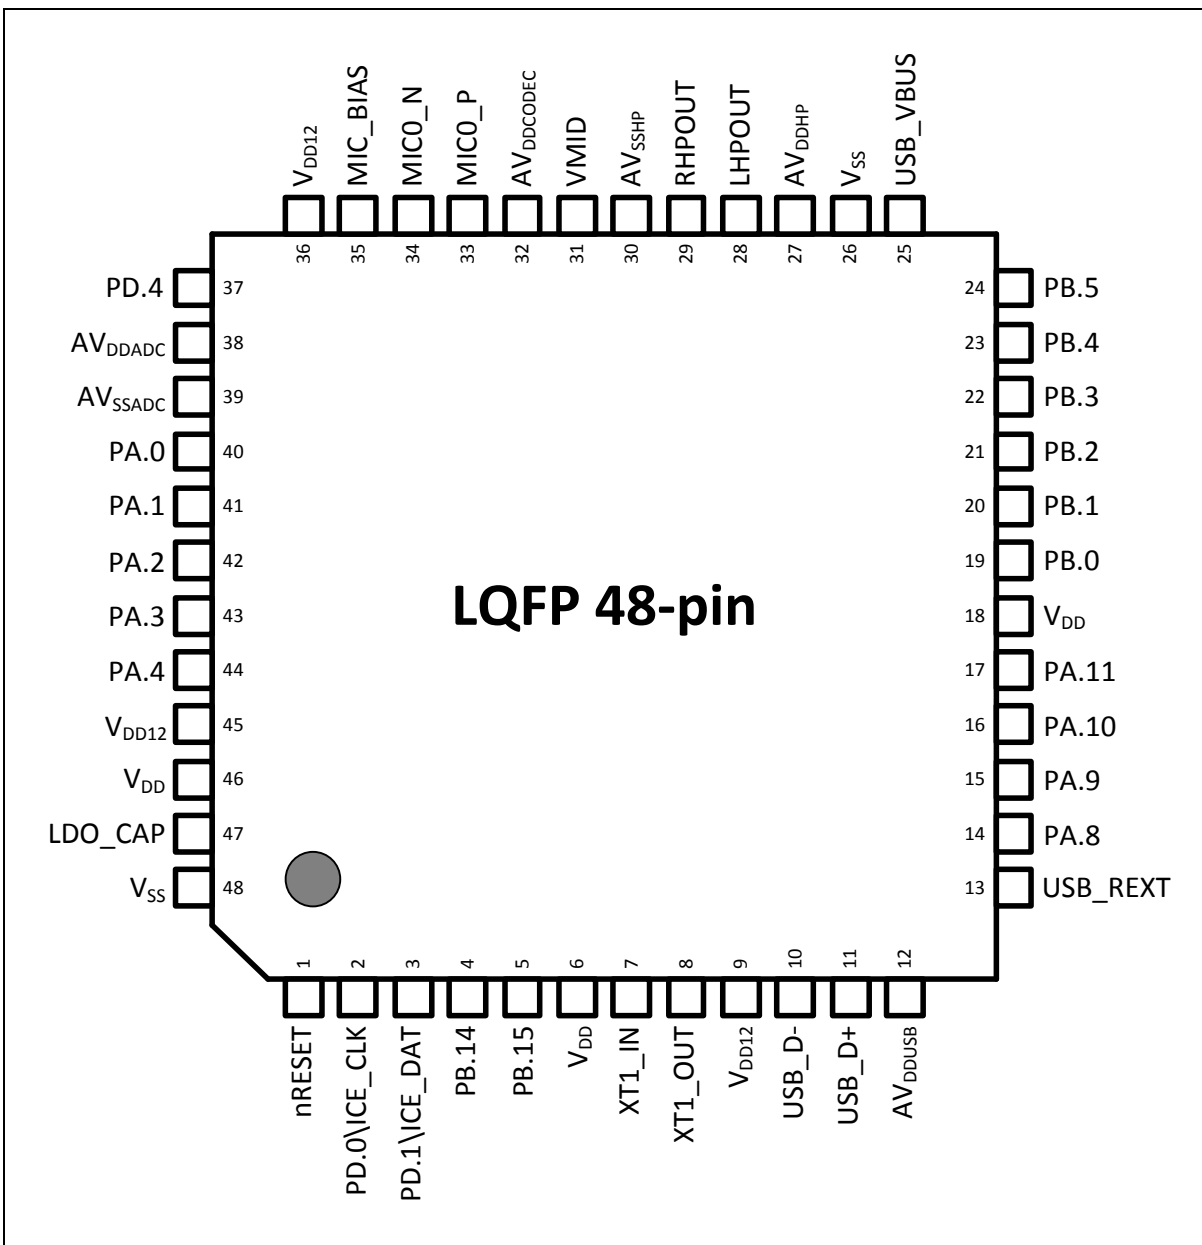 V_DD12
MIC_BIAS
MIC0_N
MIC0_P
AV_DDCODEC
VMID
AV_SSHP
RHPOUT
LHPOUT
AV_DDHP
V_SS
USB_VBUS
36 35 34 33 32 31 30 29 28 27 26 25
PD.4 37
24 PB.5
AV_DDADC 38
23 PB.4
AV_SSADC 39
22 PB.3
PA.0 40
21 PB.2
PA.1 41
20 PB.1
PA.2 42
19 PB.0
LQFP 48-pin
PA.3 43
18 V_DD
PA.4 44
17 PA.11
V_DD12 45
16 PA.10
V_DD 46
15 PA.9
LDO_CAP 47
14 PA.8
V_SS 48
13 USB_REXT
1 2 3 4 5 6 7 8 9 10 11 12
nRESET
PD.0\ICE_CLK
PD.1\ICE_DAT
PB.14
PB.15
V_DD
XT1_IN
XT1_OUT
V_DD12
USB_D-
USB_D+
AV_DDUSB